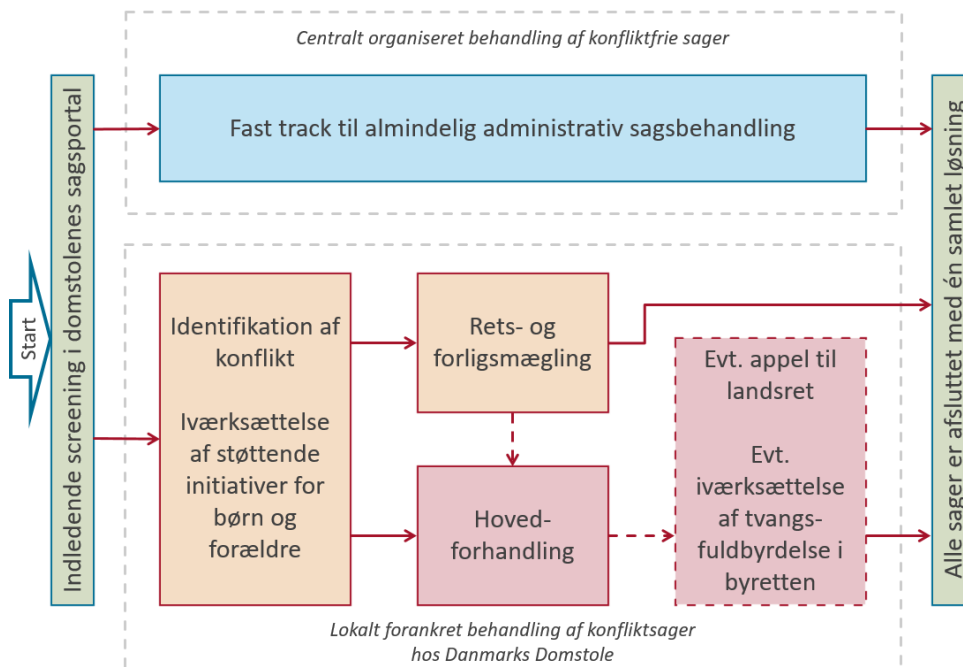 Centralt organiseret behandling af konfliktfrie sager
Fast track til almindelig administrativ sagsbehandling
Start
Indledende screening i domstolenes sagsportal
Identifikation af
konflikt
Iværksættelse
af støttende
initiativer for
børn og
forældre
Rets- og
forligsmægling
Hoved-
forhandling
Evt. appel til
landsret
Evt.
iværksættelse
af tvangs-
fuldbyrdelse i
byretten
Alle sager er afsluttet med én samlet løsning
Lokalt forankret behandling af konfliktsager
hos Danmarks Domstole